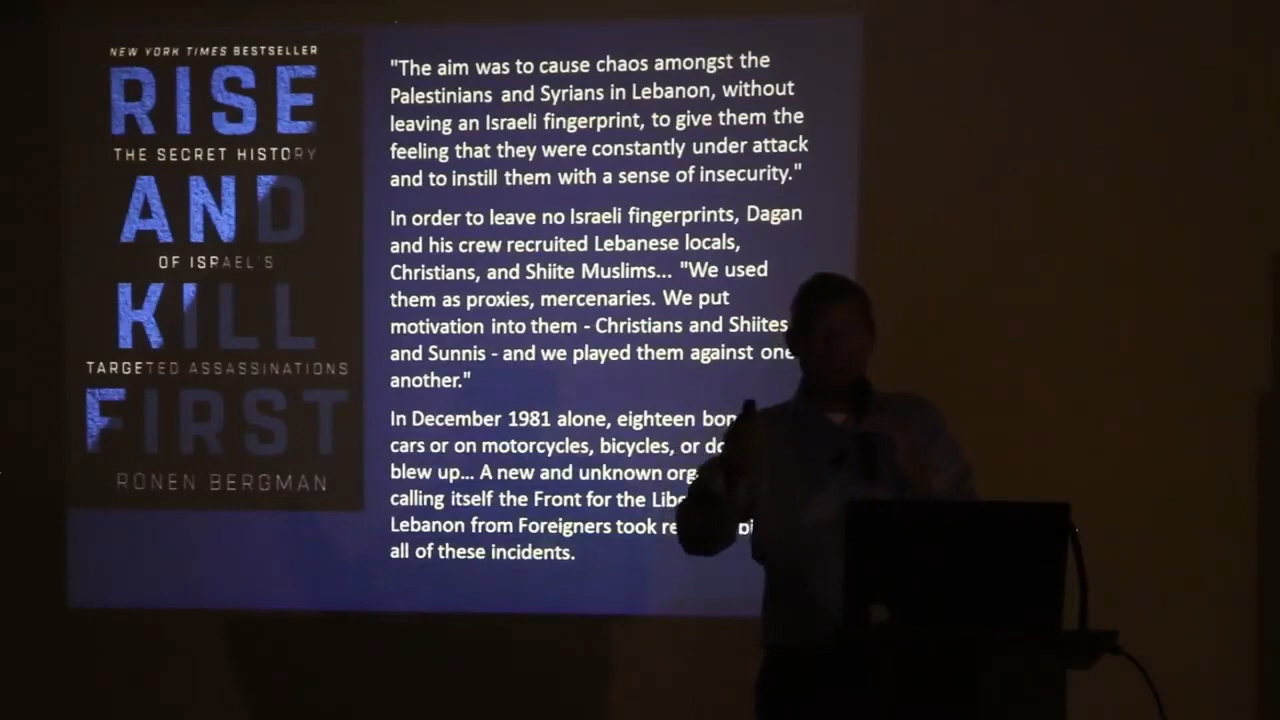 NEW YORK TIMES BESTSELLER
RISE
THE SECRET HISTORY
AND
OF ISRAEL'S
KILL
TARGETED ASSASSINATIONS
FIRST
RONEN BERGMAN
"The aim was to cause chaos amongst the
Palestinians and Syrians in Lebanon, without
leaving an Israeli fingerprint, to give them the
feeling that they were constantly under attack
and to instill them with a sense of insecurity."
In order to leave no Israeli fingerprints, Dagan
and his crew recruited Lebanese locals,
Christians, and Shiite Muslims... "We used
them as proxies, mercenaries. We put
motivation into them - Christians and Shiites
and Sunnis - and we played them against one
another."
In December 1981 alone, eighteen
cars or on motorcycles, bicycles, or
blew up... A new and unknown
calling itself the Front for the
Lebanon from Foreigners took
all of these incidents.